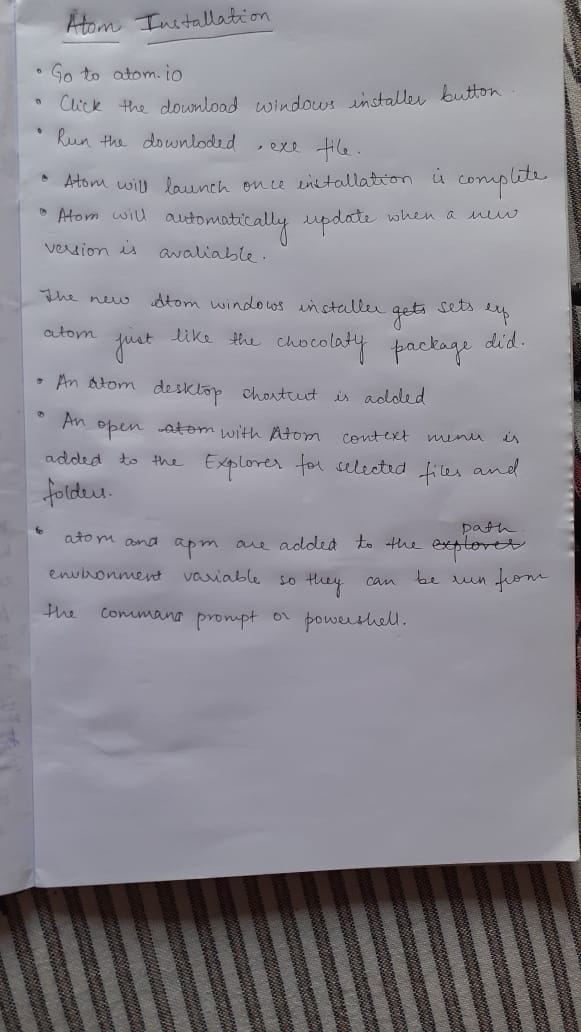 Atom Installation
• Go to atom.io
• Click the download windows installer button.
• Run the downloded .exe file.
• Atom will launch once installation is complete
• Atom will automatically update when a new
version is avaliable.
The new Atom windows installer gets sets up
atom just like the chocolaty package did.
• An Atom desktop shortcut is added
• An open atom with Atom context menu is
added to the Explorer for selected files and
folders.
• atom and apm are added to the explorer path
environment variable so they can be run from
the command prompt or powershell.